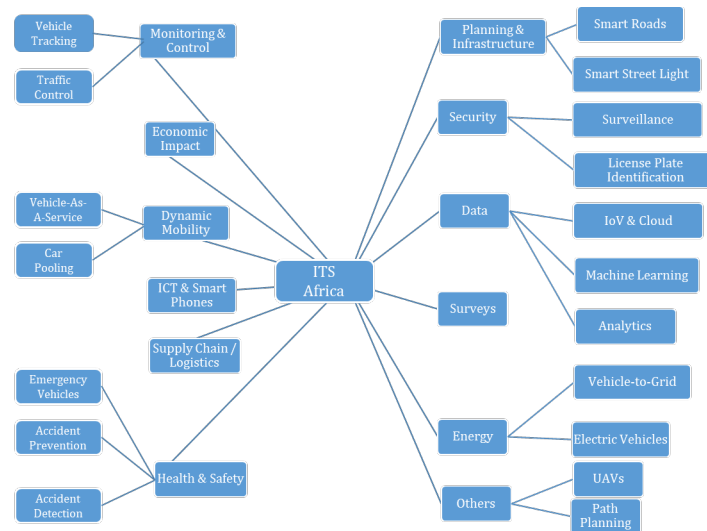 Vehicle
Tracking
Monitoring &
Control
Traffic
Control
Economic
Impact
Vehicle-As-
A-Service
Dynamic
Mobility
Car
Pooling
ITS
Africa
ICT & Smart
Phones
Supply Chain /
Logistics
Emergency
Vehicles
Accident
Prevention
Health & Safety
Accident
Detection
Planning &
Infrastructure
Smart Roads
Smart Street Light
Security
Surveillance
License Plate
Identification
Data
IoV & Cloud
Machine Learning
Analytics
Surveys
Vehicle-to-Grid
Energy
Electric Vehicles
Others
UAVs
Path
Planning